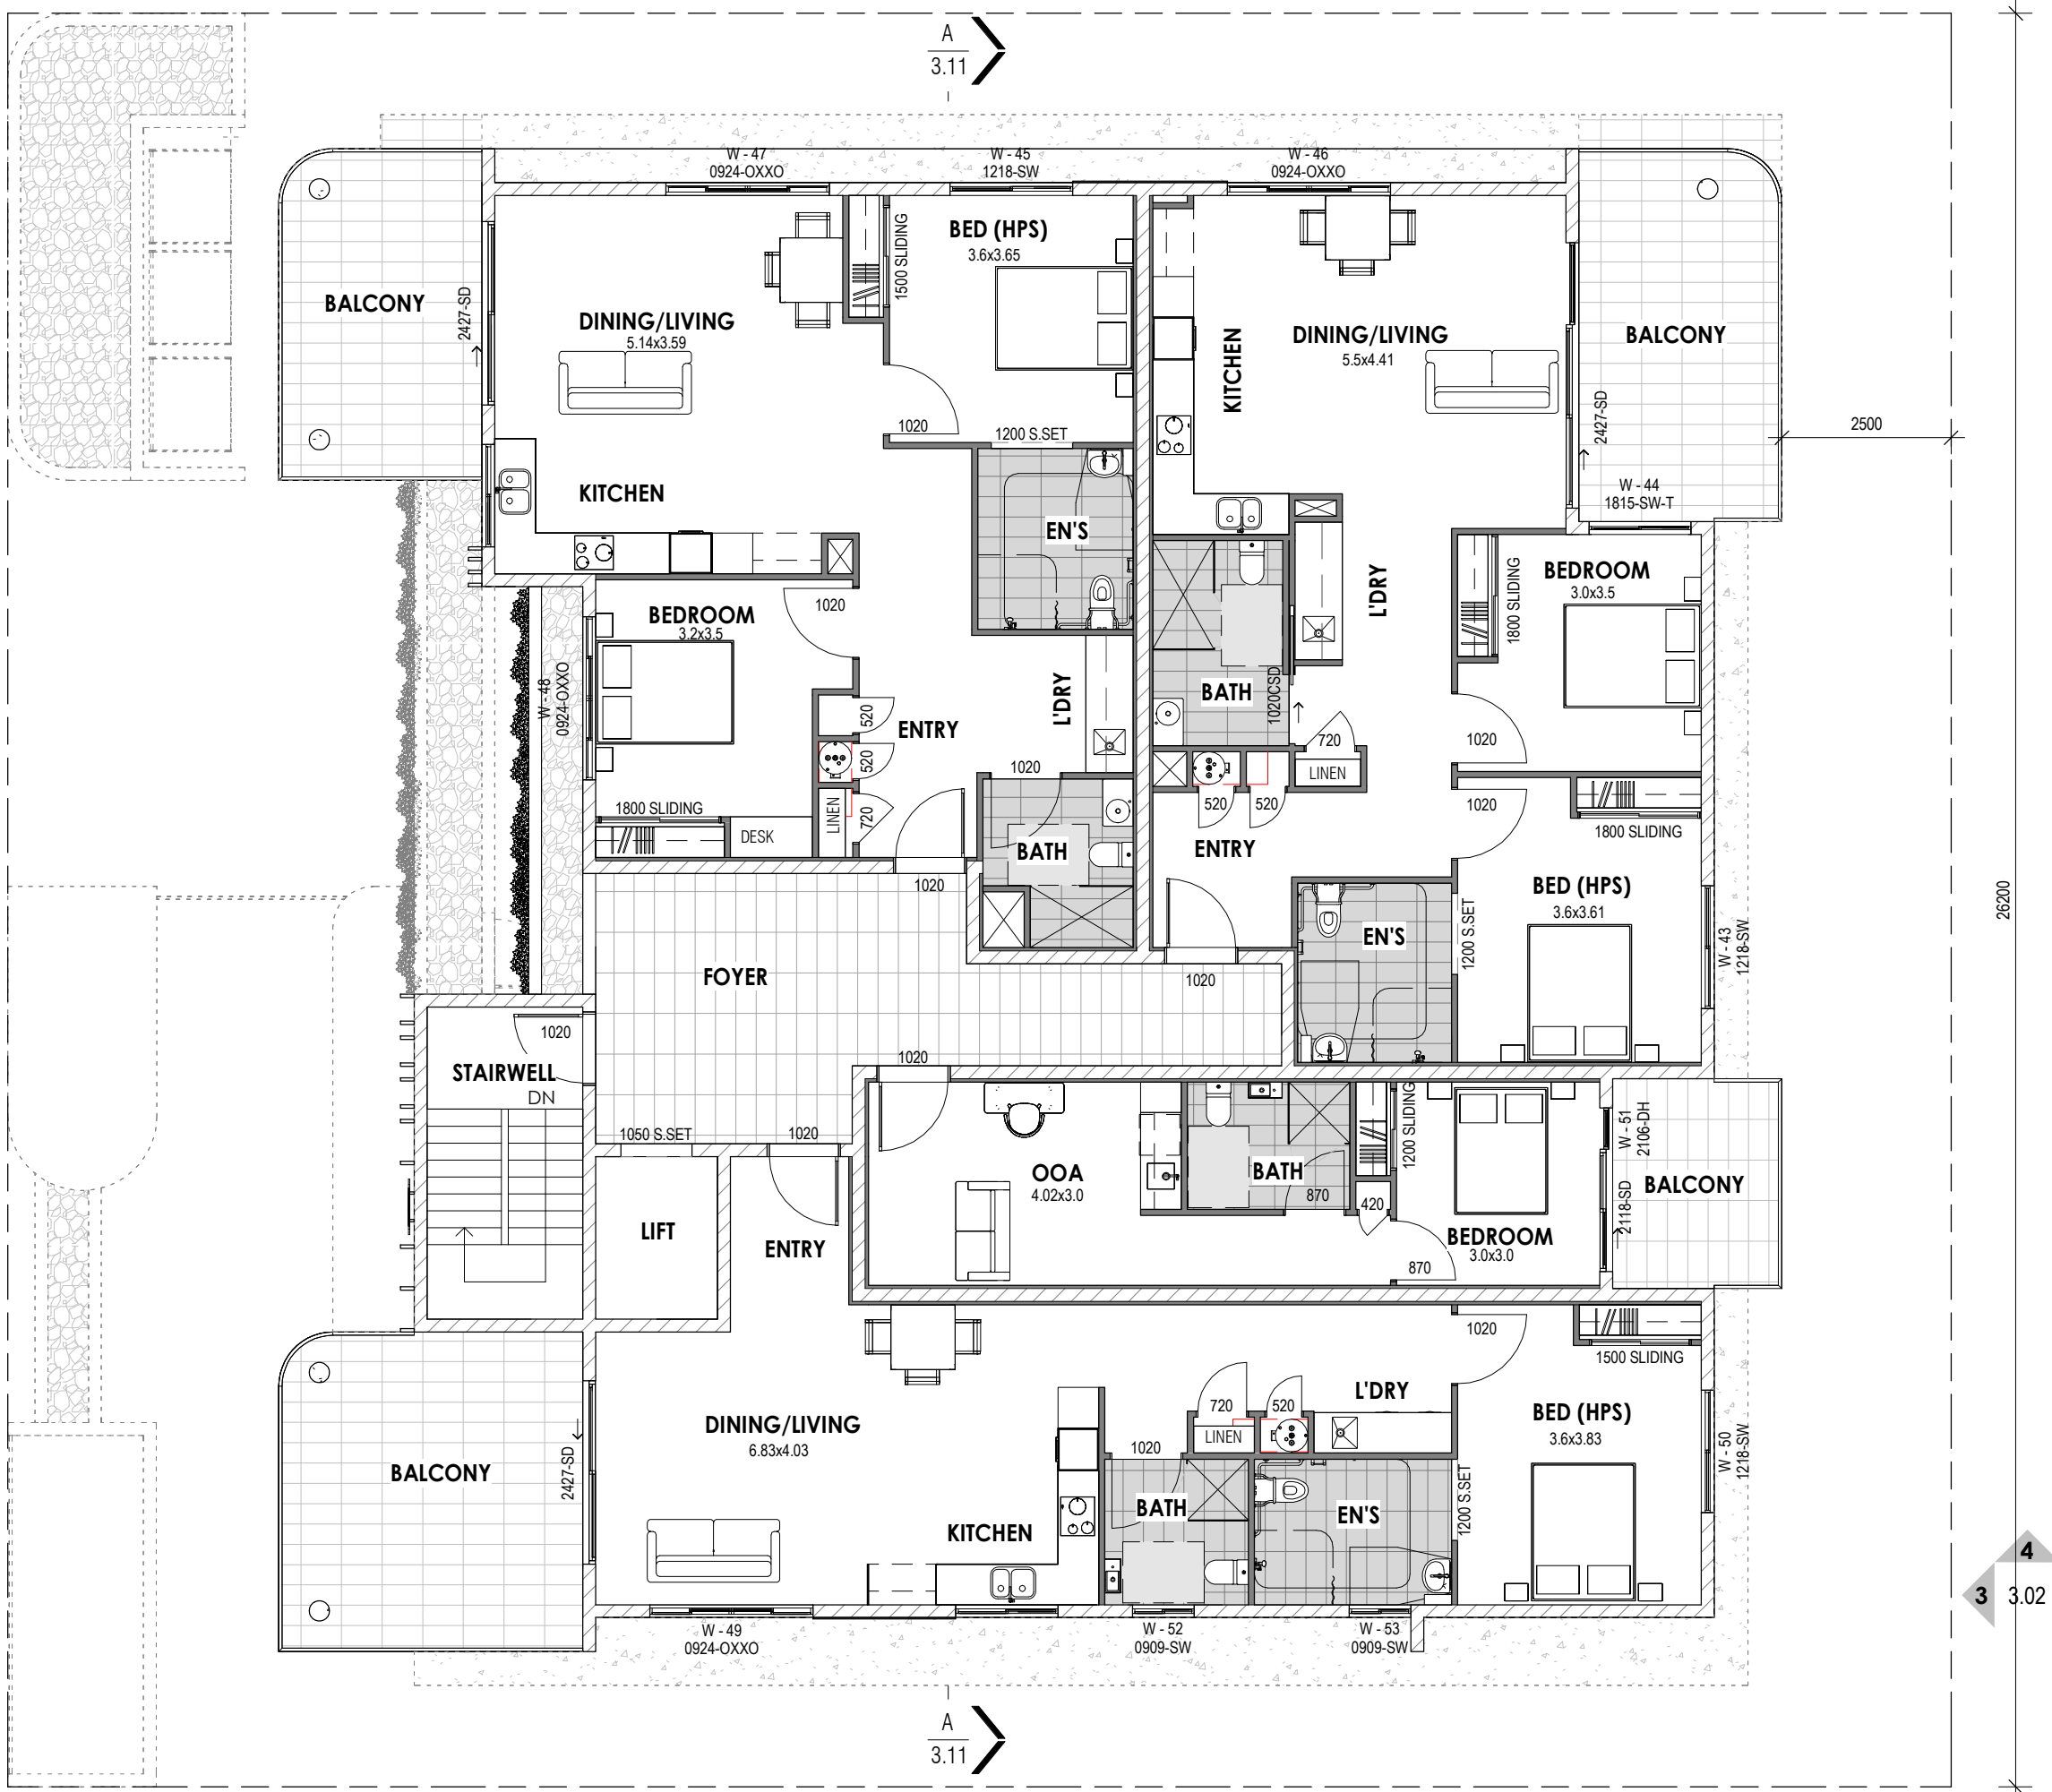 A
3.11
W - 47
0924-OXXO
W - 45
1218-SW
W - 46
0924-OXXO
BALCONY
2427-SD
DINING/LIVING
5.14x3.59
1500 SLIDING
BED (HPS)
3.6x3.65
1020
1200 S.SET
KITCHEN
EN'S
KITCHEN
DINING/LIVING
5.5x4.41
BALCONY
2427-SD
W - 44
1815-SW-T
2500
BEDROOM
3.2x3.5
1020
W - 48
0924-OXXO
520
520
ENTRY
L'DRY
1020
1800 SLIDING
DESK
LINEN
720
1020
BATH
L'DRY
BATH
1020CSD
720
LINEN
520
520
ENTRY
1020
1800 SLIDING
BEDROOM
3.0x3.5
1020
1020
1800 SLIDING
BED (HPS)
3.6x3.61
EN'S
1200 S.SET
W - 43
1218-SW
26200
FOYER
1020
STAIRWELL
DN
1020
1050 S.SET
1020
LIFT
ENTRY
OOA
4.02x3.0
BATH
870
1200 SLIDING
420
BEDROOM
3.0x3.0
870
W - 51
2106-DH
2118-SD
BALCONY
1020
1500 SLIDING
DINING/LIVING
6.83x4.03
BALCONY
2427-SD
KITCHEN
720
520
L'DRY
LINEN
1020
BATH
EN'S
1200 S.SET
BED (HPS)
3.6x3.83
W - 50
1218-SW
W - 49
0924-OXXO
W - 52
0909-SW
W - 53
0909-SW
4
3
3.02
A
3.11